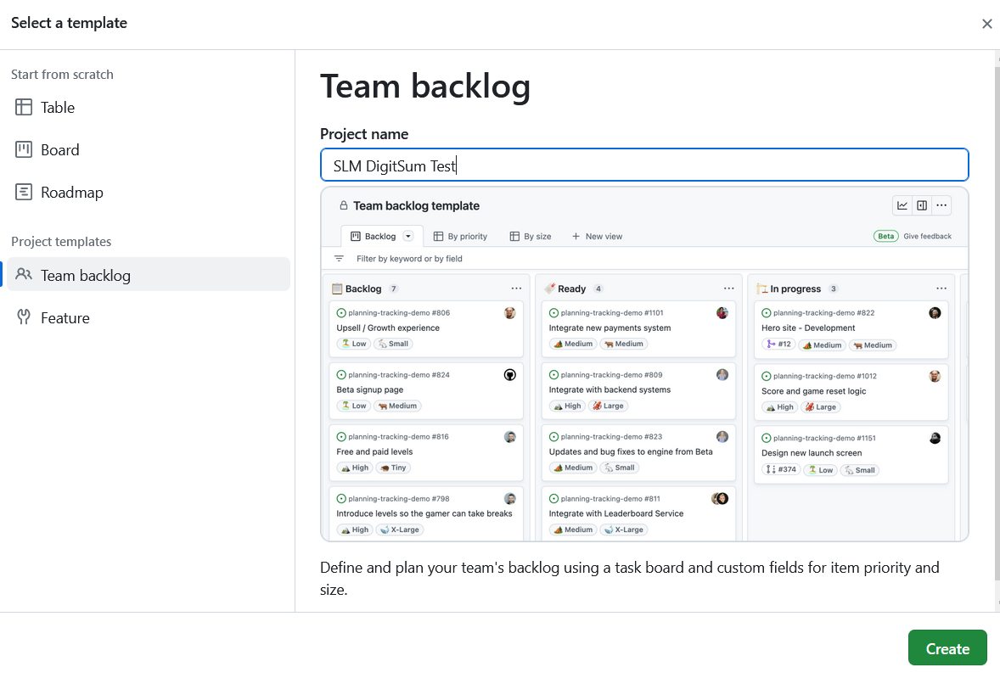 Select a template
Start from scratch
Table
Board
Roadmap
Project templates
Team backlog
Feature
Team backlog
Project name
SLM DigitSum Test
Team backlog template
Backlog
By priority
By size
New view
Beta
Give feedback
Filter by keyword or by field
Backlog 7
planning-tracking-demo #806
Upsell / Growth experience
Low Small
planning-tracking-demo #824
Beta signup page
Low Medium
planning-tracking-demo #816
Free and paid levels
High Tiny
planning-tracking-demo #798
Introduce levels so the gamer can take breaks
High X-Large
Ready 4
planning-tracking-demo #1101
Integrate new payments system
Medium Medium
planning-tracking-demo #809
Integrate with backend systems
High Large
planning-tracking-demo #823
Updates and bug fixes to engine from Beta
Medium Small
planning-tracking-demo #811
Integrate with Leaderboard Service
Medium X-Large
In progress 3
planning-tracking-demo #822
Hero site - Development
#12 Medium Medium
planning-tracking-demo #1012
Score and game reset logic
High Large
planning-tracking-demo #1151
Design new launch screen
#374 Low Small
Define and plan your team's backlog using a task board and custom fields for item priority and
size.
Create